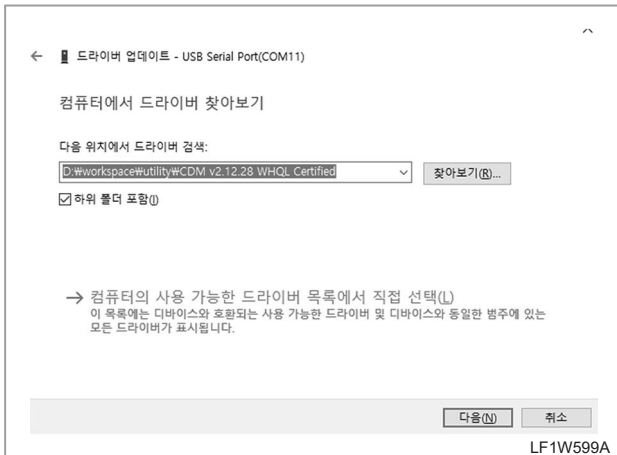 드라이버 업데이트 - USB Serial Port(COM11)
컴퓨터에서 드라이버 찾아보기
다음 위치에서 드라이버 검색:
D:₩workspace₩utility₩CDM v2.12.28 WHQL Certified
찾아보기(R)...
하위 폴더 포함(I)
컴퓨터의 사용 가능한 드라이버 목록에서 직접 선택(L)
이 목록에는 디바이스와 호환되는 사용 가능한 드라이버 및 디바이스와 동일한 범주에 있는
모든 드라이버가 표시됩니다.
다음(N) 취소
LF1W599A